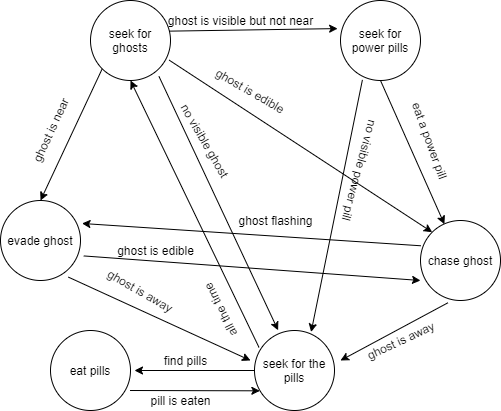 seek for
ghosts
ghost is visible but not near
seek for
power pills
ghost is near
ghost is edible
no visible ghost
no visible power pill
eat a power pill
evade ghost
ghost flashing
ghost is edible
chase ghost
ghost is away
all the time
ghost is away
eat pills
find pills
pill is eaten
seek for the
pills